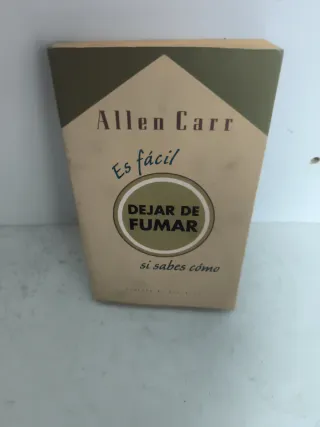 Allen Carr
Es fácil
DEJAR DE
FUMAR
si sabes cómo